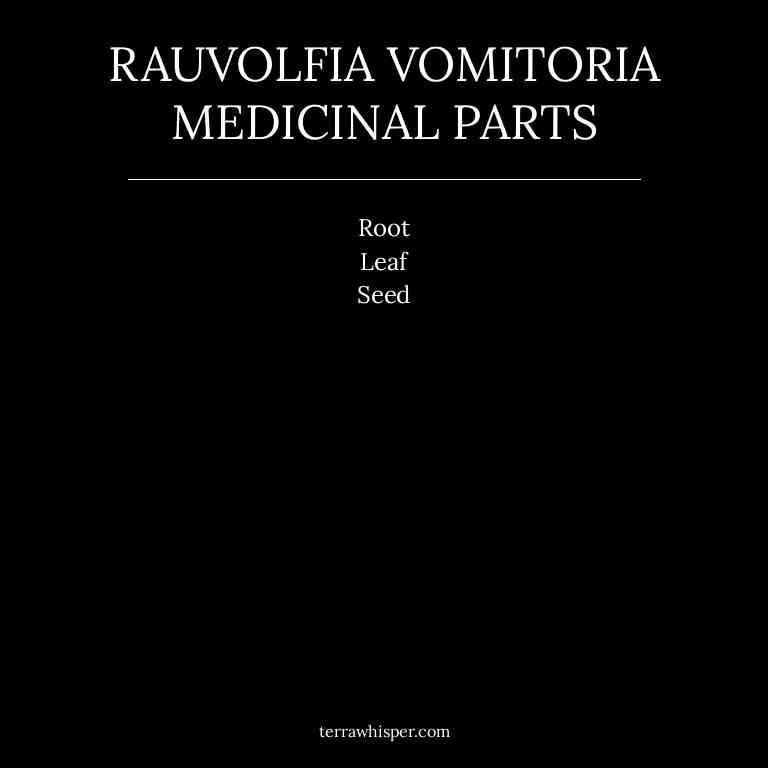 RAUVOLFIA VOMITORIA
MEDICINAL PARTS
Root
Leaf
Seed
terrawhisper.com